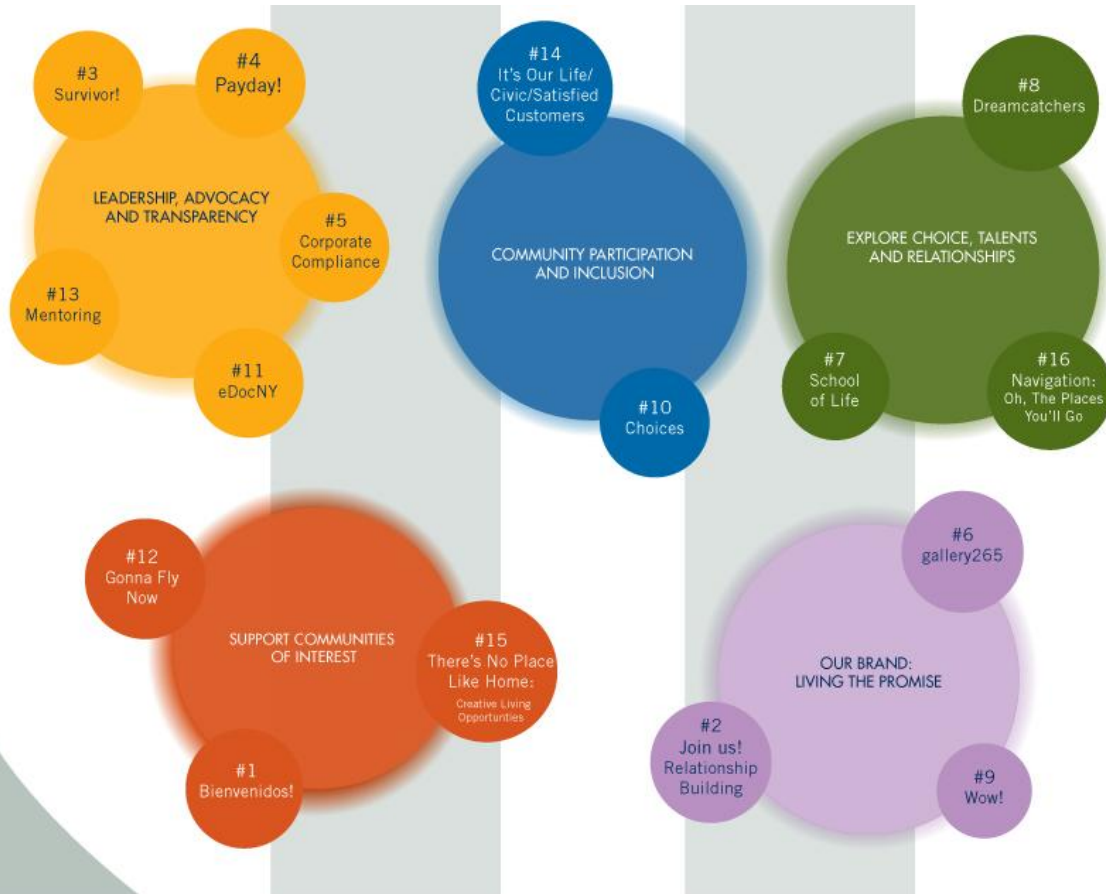 #3
Survivor!
#4
Payday!
LEADERSHIP, ADVOCACY
AND TRANSPARENCY
#5
Corporate
Compliance
#13
Mentoring
#11
eDocNY
#14
It's Our Life/
Civic/Satisfied
Customers
COMMUNITY PARTICIPATION
AND INCLUSION
#10
Choices
#8
Dreamcatchers
EXPLORE CHOICE, TALENTS
AND RELATIONSHIPS
#7
School
of Life
#16
Navigation:
Oh, The Places
You'll Go
#12
Gonna Fly
Now
SUPPORT COMMUNITIES
OF INTEREST
#15
There's No Place
Like Home:
Creative Living
Opportunties
#1
Bienvenidos!
#6
gallery265
OUR BRAND:
LIVING THE PROMISE
#2
Join us!
Relationship
Building
#9
Wow!